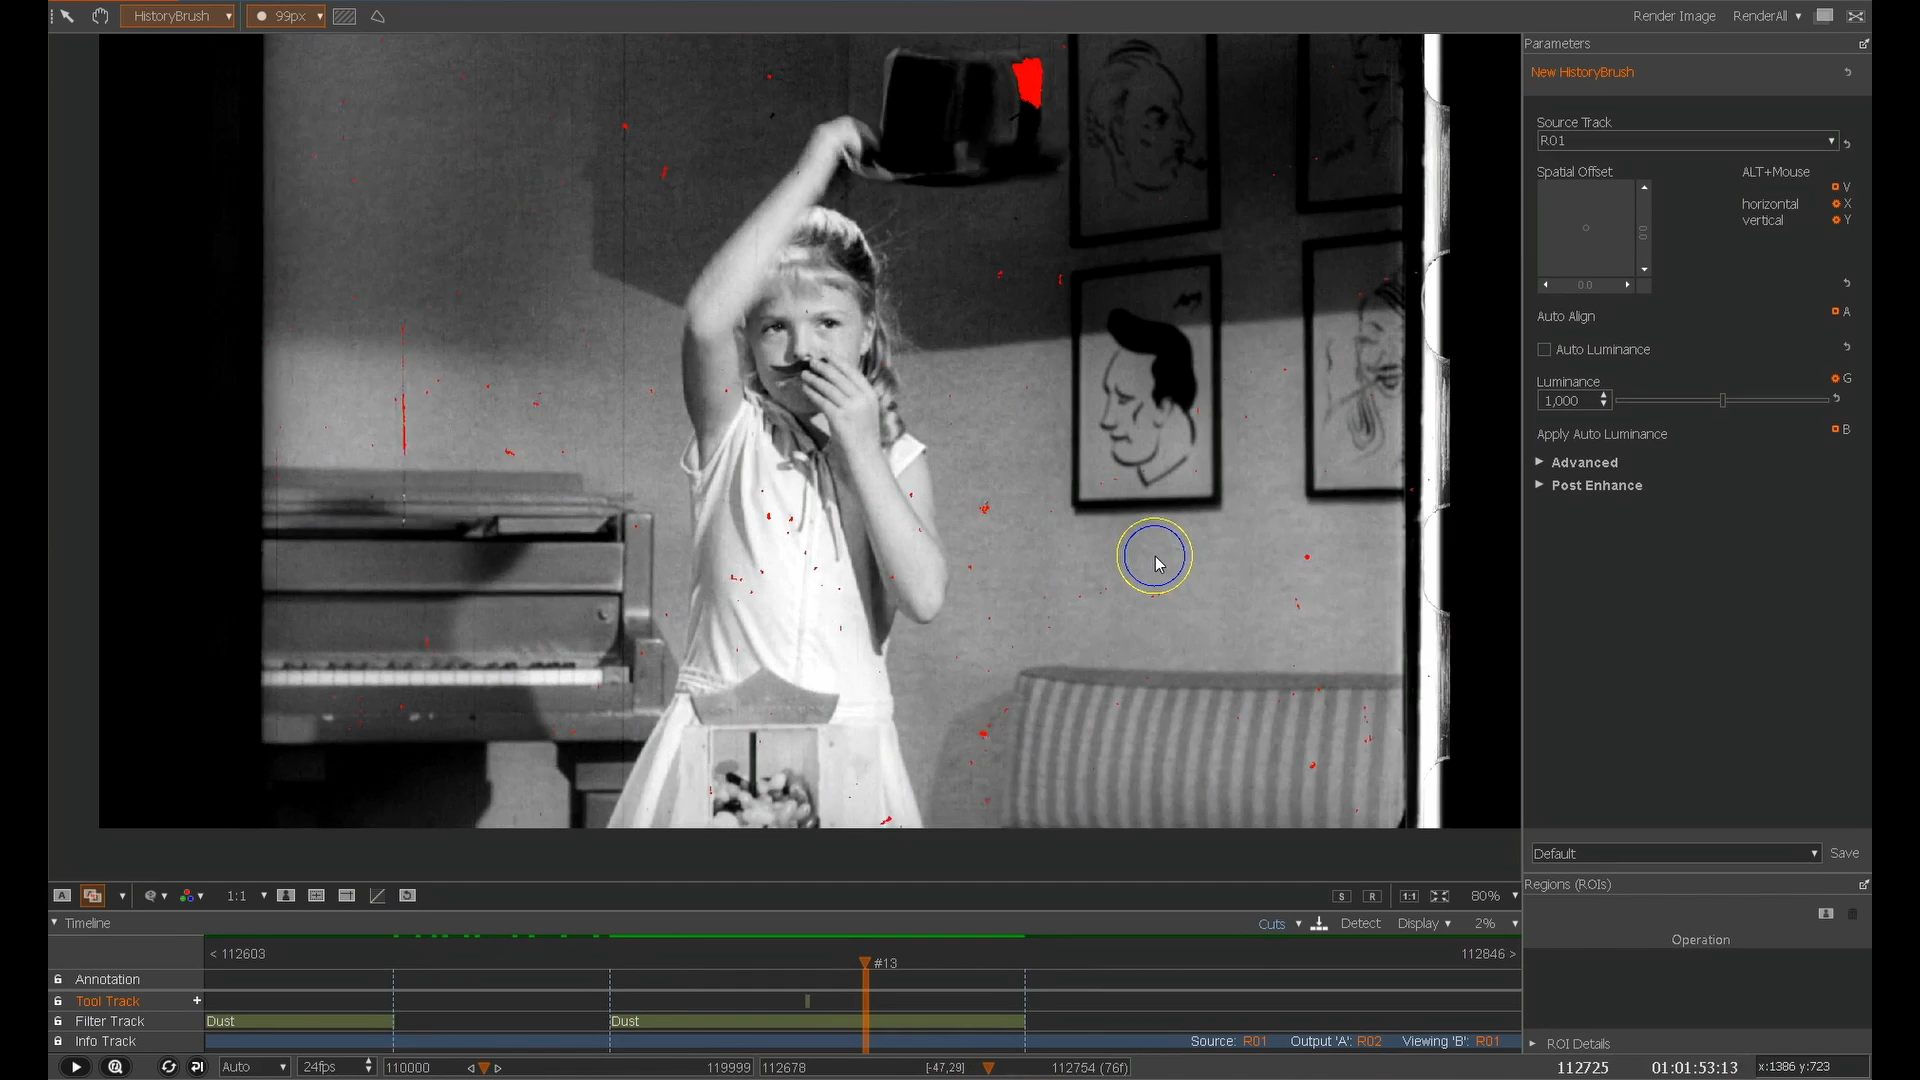 HistoryBrush 99px Render Image RenderAll
Parameters
New HistoryBrush
Source Track
R01
Spatial Offset ALT+Mouse
V
horizontal X
vertical Y
0.0
Auto Align A
Auto Luminance
Luminance G
1,000
Apply Auto Luminance B
Advanced
Post Enhance
Default Save
Regions (ROIs)
Operation
ROI Details
A 1:1 S R 1:1 80%
Timeline Cuts Detect Display 2%
< 112603 #13 112846 >
Annotation
Tool Track +
Filter Track Dust Dust
Info Track Source: R01 Output 'A': R02 Viewing 'B': R01
Auto 24fps 110000 119999 112678 [-47,29] 112754 (76f) 112725 01:01:53:13 x:1386 y:723